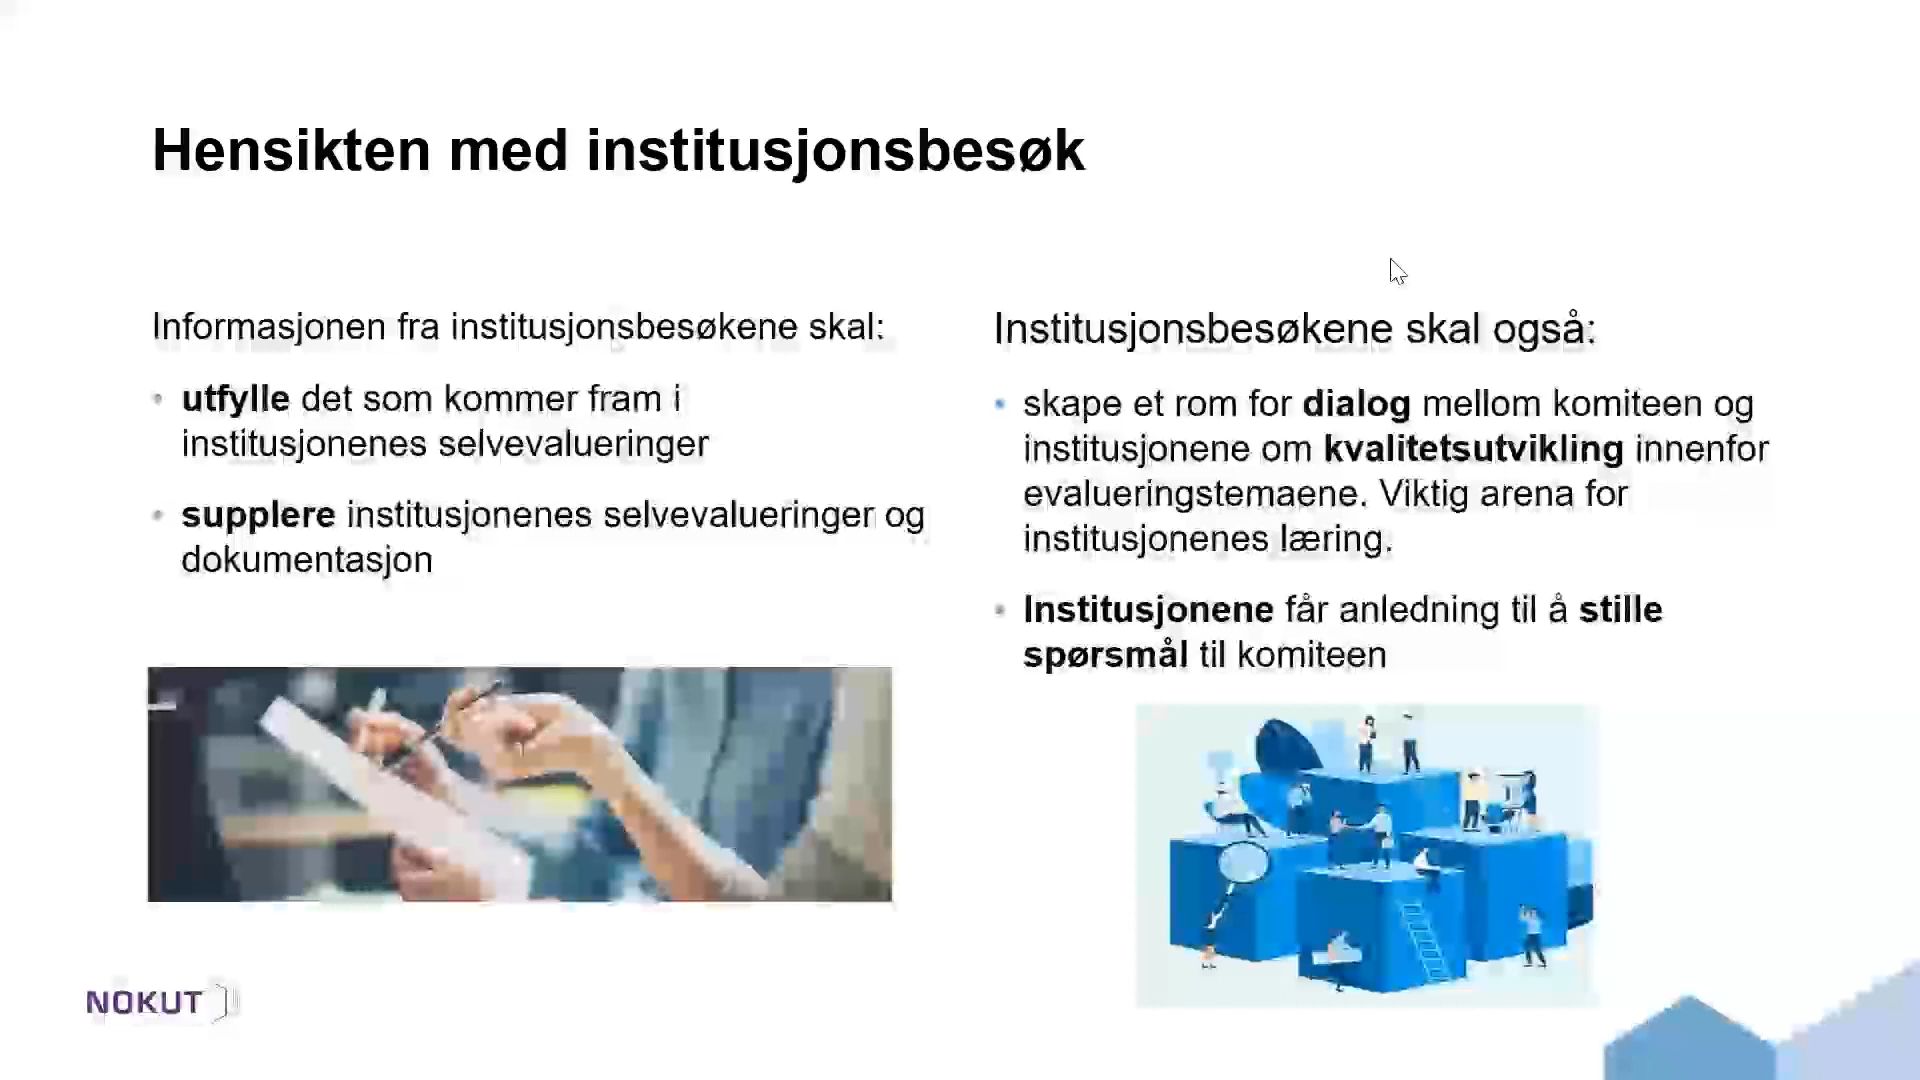 Hensikten med institusjonsbesøk
Informasjonen fra institusjonsbesøkene skal:
• utfylle det som kommer fram i
institusjonenes selvevalueringer
• supplere institusjonenes selvevalueringer og
dokumentasjon
Institusjonsbesøkene skal også:
• skape et rom for dialog mellom komiteen og
institusjonene om kvalitetsutvikling innenfor
evalueringstemaene. Viktig arena for
institusjonenes læring.
• Institusjonene får anledning til å stille
spørsmål til komiteen
NOKUT